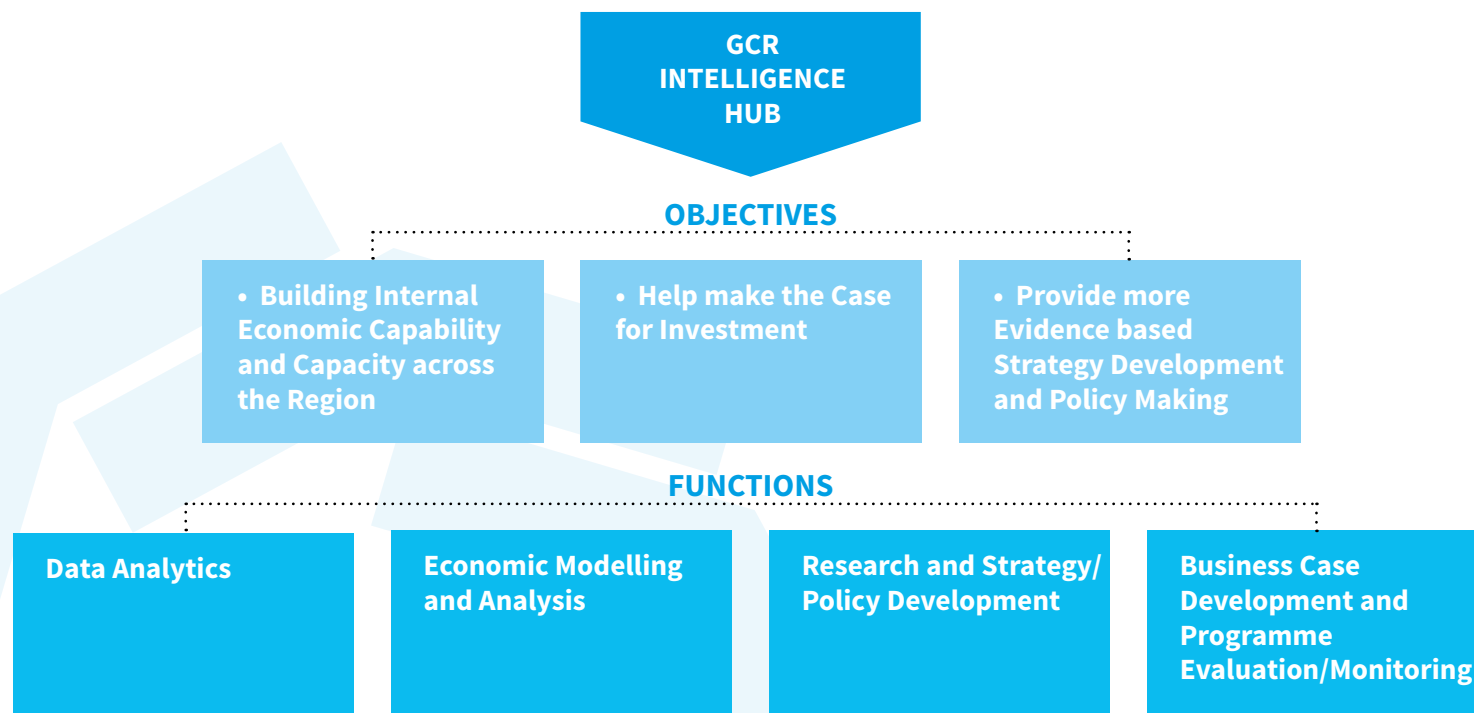 GCR
INTELLIGENCE
HUB
OBJECTIVES
• Building Internal
Economic Capability
and Capacity across
the Region
• Help make the Case
for Investment
• Provide more
Evidence based
Strategy Development
and Policy Making
FUNCTIONS
Data Analytics
Economic Modelling
and Analysis
Research and Strategy/
Policy Development
Business Case
Development and
Programme
Evaluation/Monitoring